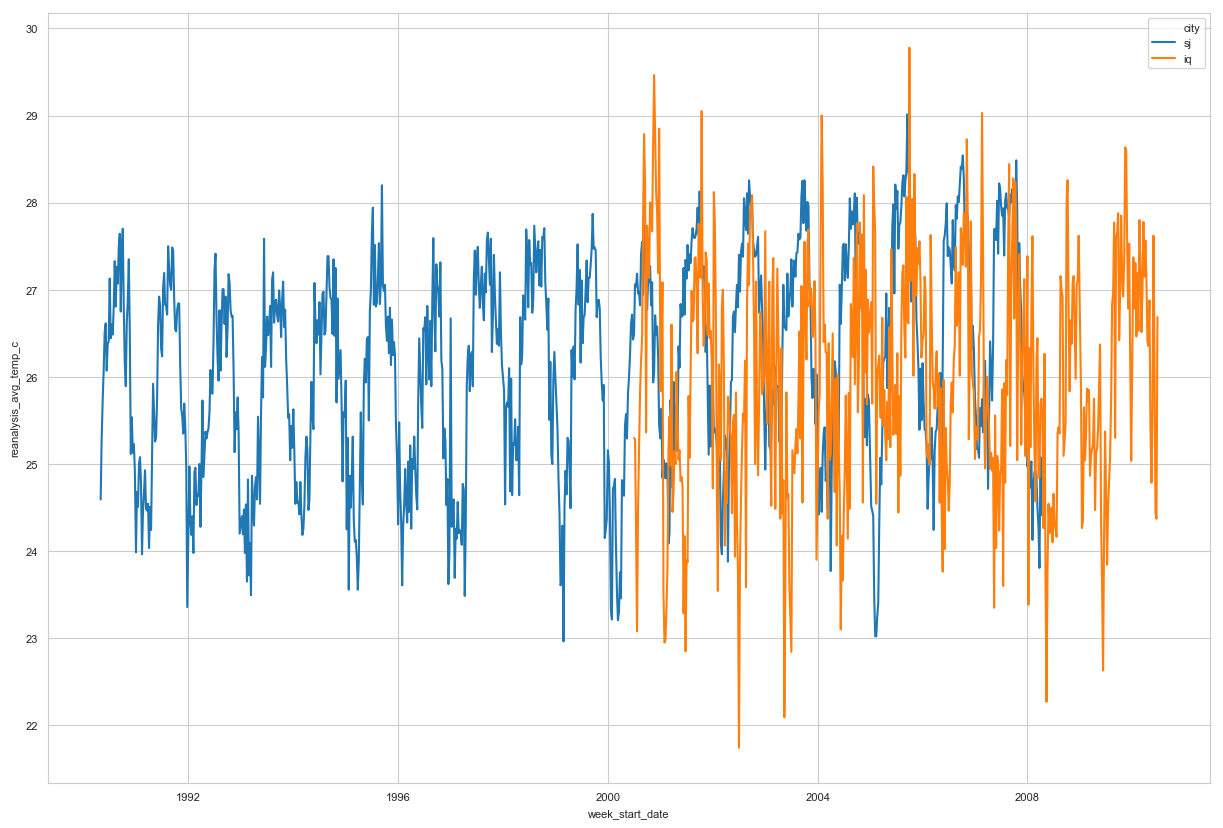 30
29
28
27
26
25
24
23
22
reanalysis_avg_temp_c
1992
1996
2000
2004
2008
week_start_date
city
sj
iq